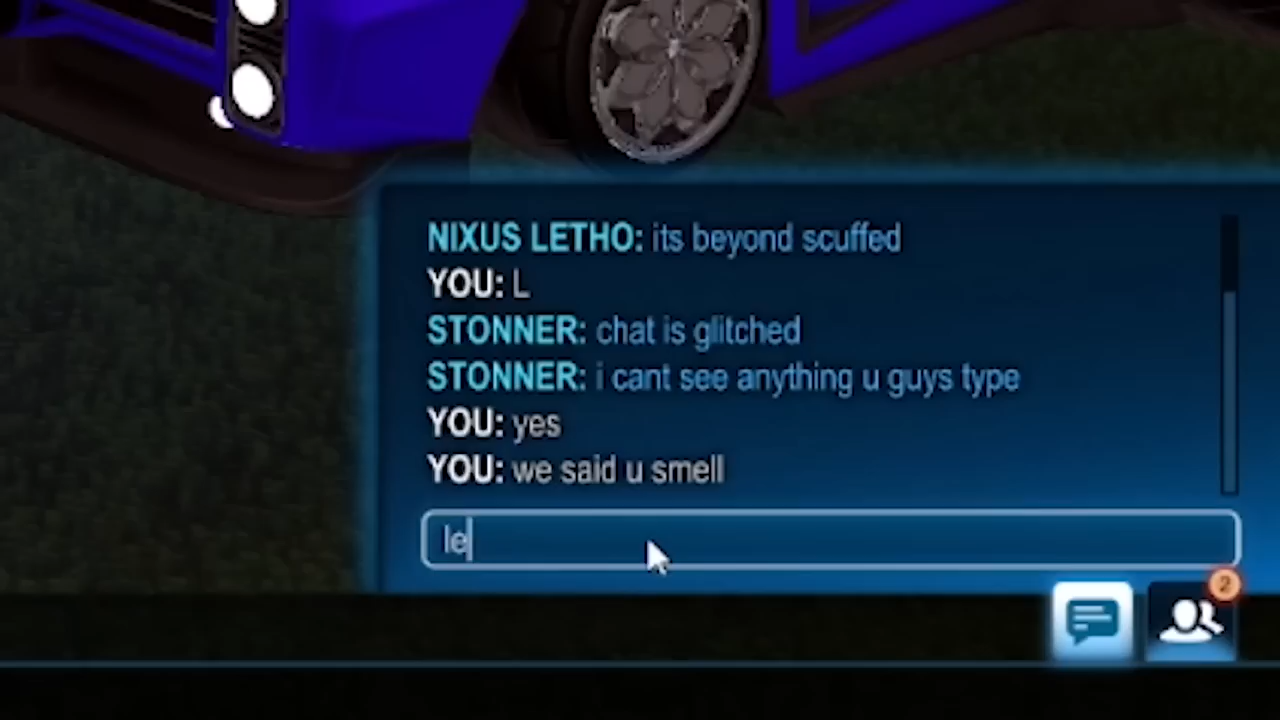 NIXUS LETHO: its beyond scuffed
YOU: L
STONNER: chat is glitched
STONNER: i cant see anything u guys type
YOU: yes
YOU: we said u smell
le
2